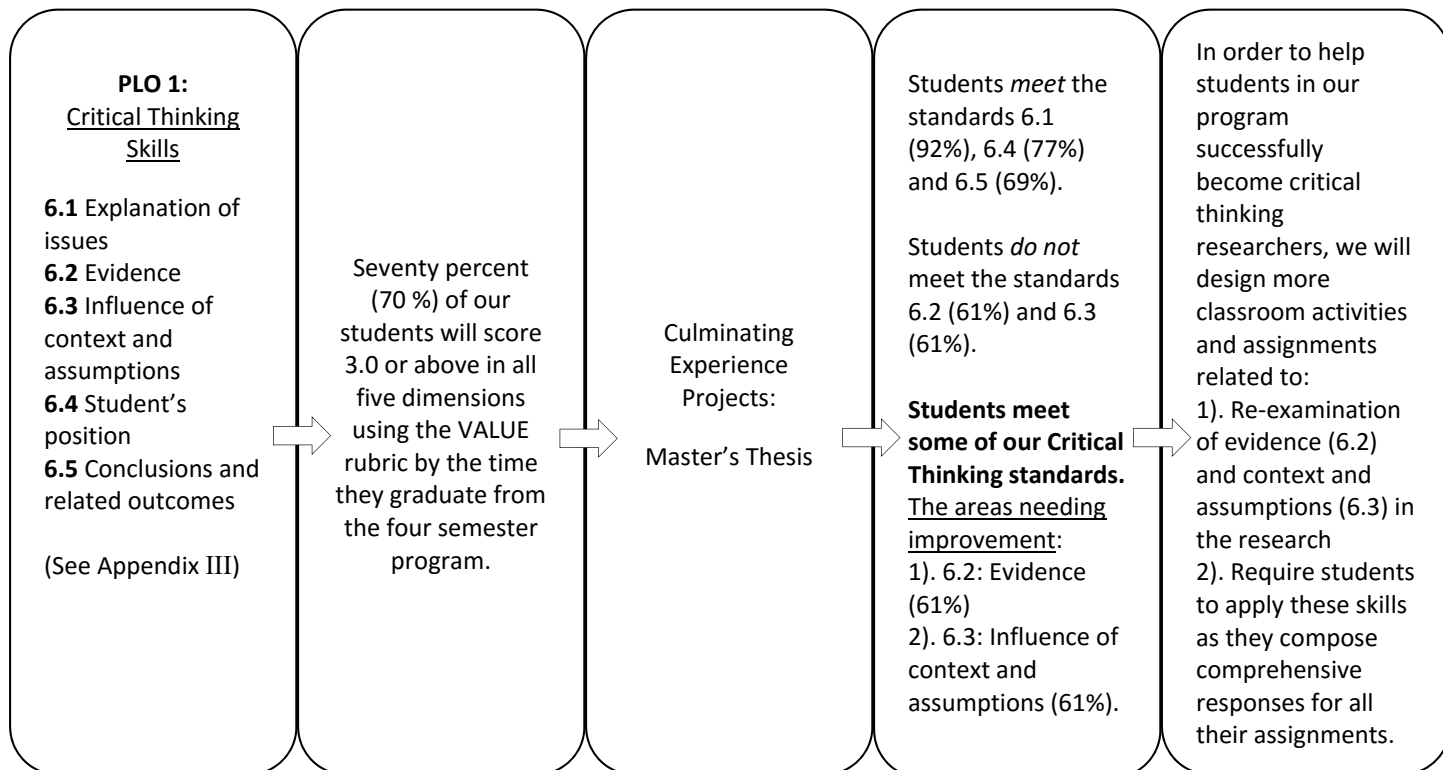 PLO 1:
Critical Thinking
Skills
6.1 Explanation of
issues
6.2 Evidence
6.3 Influence of
context and
assumptions
6.4 Student’s
position
6.5 Conclusions and
related outcomes
(See Appendix III)
Seventy percent
(70 %) of our
students will score
3.0 or above in all
five dimensions
using the VALUE
rubric by the time
they graduate from
the four semester
program.
Culminating
Experience
Projects:
Master’s Thesis
Students meet the
standards 6.1
(92%), 6.4 (77%)
and 6.5 (69%).
Students do not
meet the standards
6.2 (61%) and 6.3
(61%).
Students meet
some of our Critical
Thinking standards.
The areas needing
improvement:
1). 6.2: Evidence
(61%)
2). 6.3: Influence of
context and
assumptions (61%).
In order to help
students in our
program
successfully
become critical
thinking
researchers, we will
design more
classroom activities
and assignments
related to:
1). Re-examination
of evidence (6.2)
and context and
assumptions (6.3) in
the research
2). Require students
to apply these skills
as they compose
comprehensive
responses for all
their assignments.